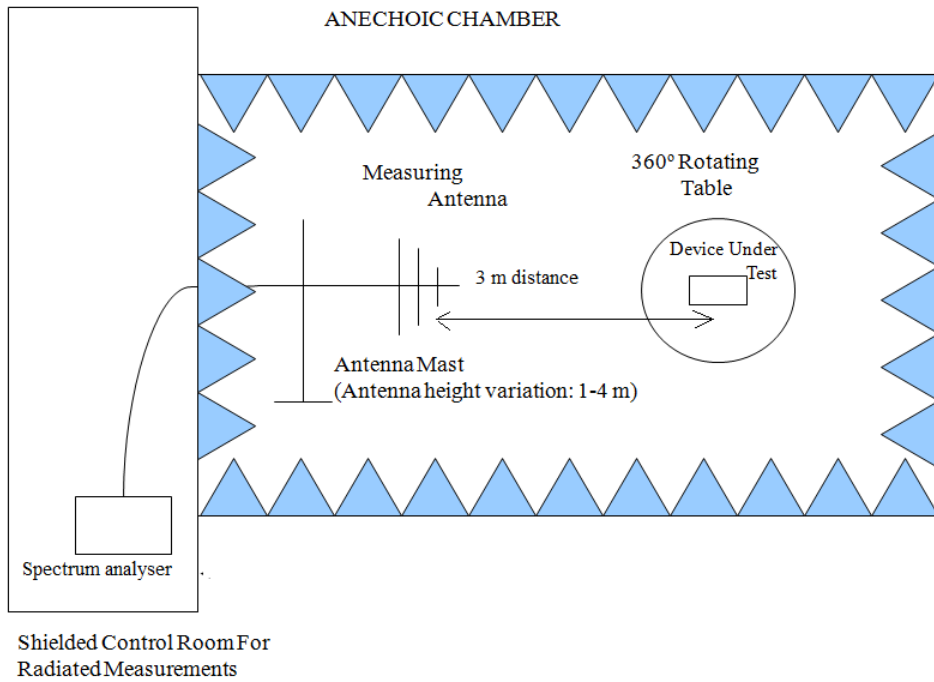 ANECHOIC CHAMBER
Measuring
Antenna
360º Rotating
Table
Device Under
Test
3 m distance
Antenna Mast
(Antenna height variation: 1-4 m)
Spectrum analyser
Shielded Control Room For
Radiated Measurements